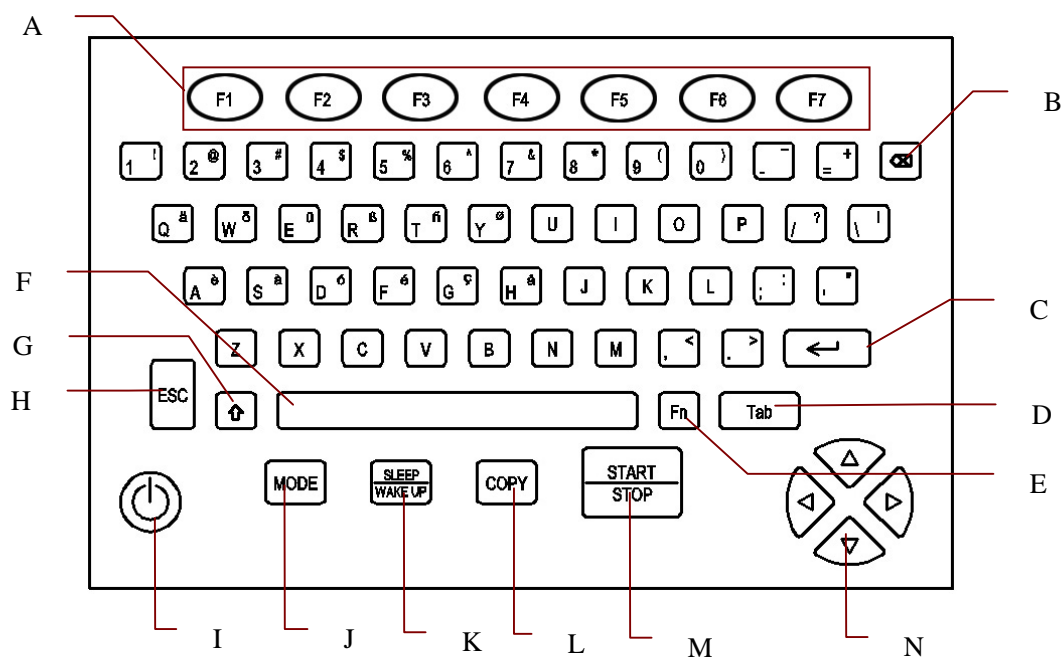 A
F1 F2 F3 F4 F5 F6 F7
B
1 ! 2 @ 3 # 4 $ 5 % 6 ^ 7 & 8 * 9 ( 0 ) - _ = +
Q ä W ö E ü R ß T ñ Y ø U I O P / ? \ |
A è S à D ó F é G ç H â J K L ; : , "
F
Z X C V B N M , < . >
C
G
ESC Fn Tab
H
D
MODE SLEEP WAKE UP COPY START STOP
E
I J K L M N